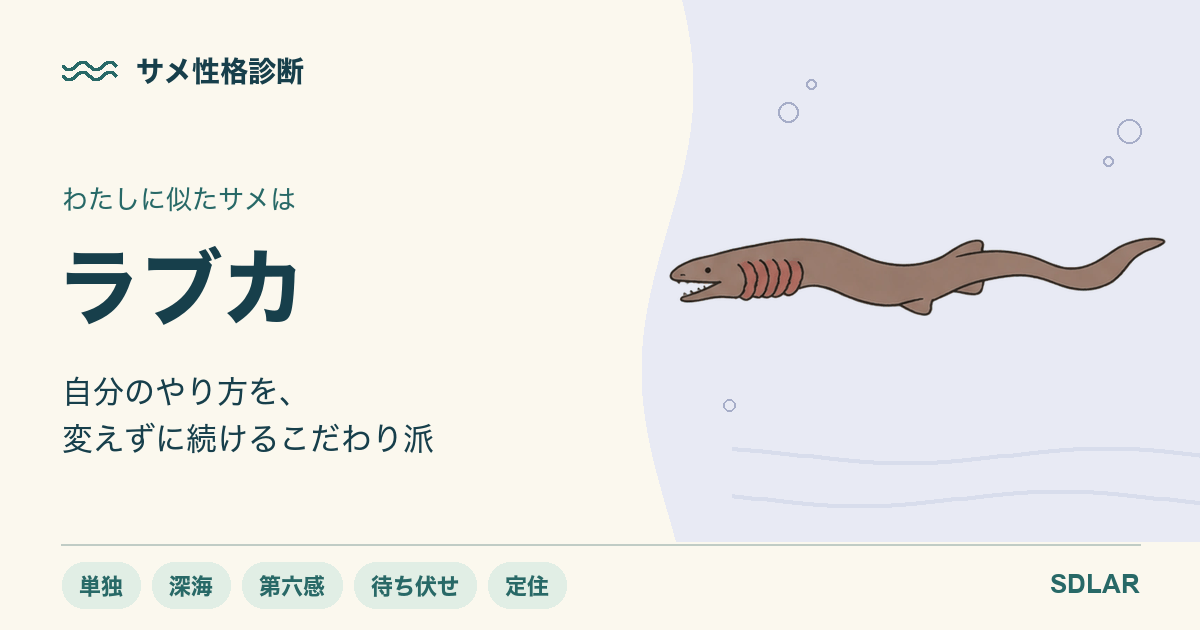 サメ性格診断
わたしに似たサメは
ラブカ
自分のやり方を、
変えずに続けるこだわり派
単独 深海 第六感 待ち伏せ 定住
SDLAR